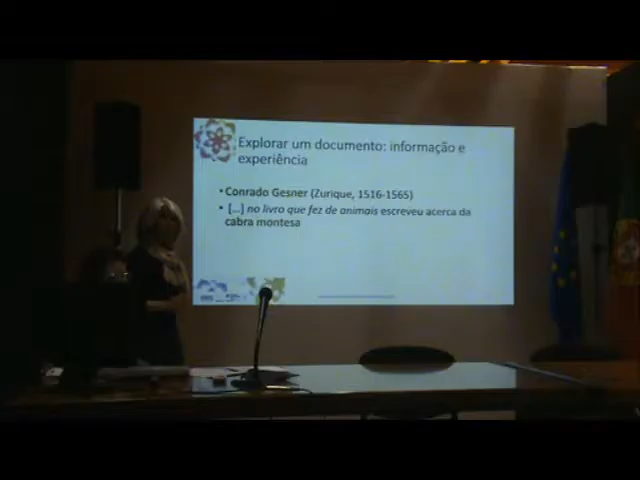 Explorar um documento: informação e
experiência
• Conrado Gesner (Zurique, 1516-1565)
• [...] no livro que fez de animais escreveu acerca da
cabra montesa